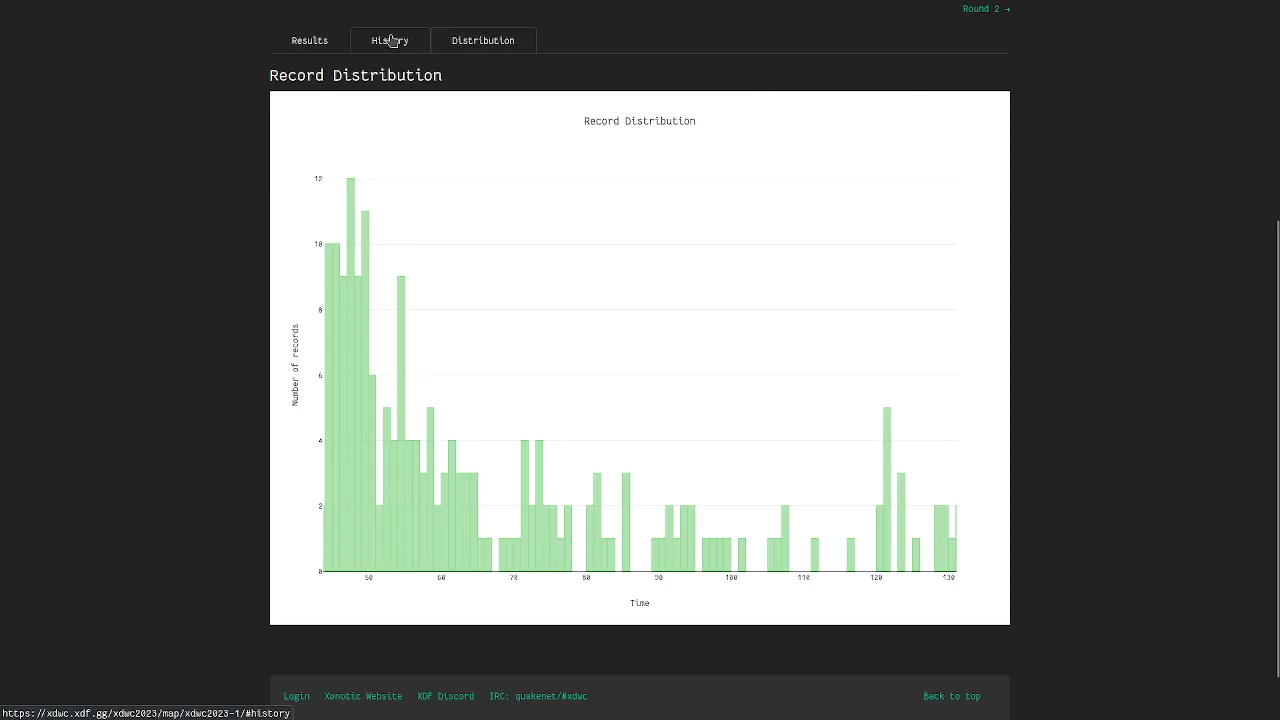 Round 2 →
Results History Distribution
Record Distribution
Record Distribution
12
10
8
6
4
2
0
Number of records
50 60 70 80 90 100 110 120 130
Time
Login Xonotic Website XDF Discord IRC: quakenet/#xdwc Back to top
https://xdwc.xdf.gg/xdwc2023/map/xdwc2023-1/#history